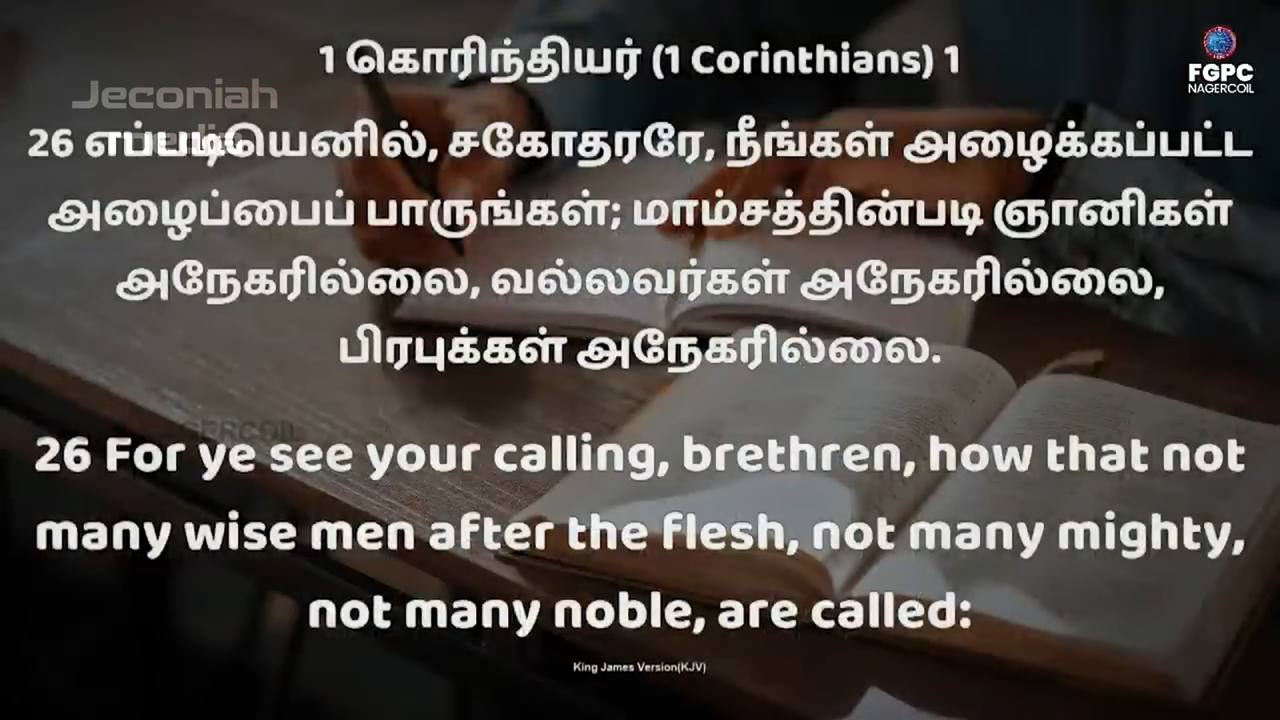 1 கொரிந்தியர் (1 Corinthians) 1
FGPC
NAGERCOIL
Jeconiah
26 எப்படியெனில், சகோதரரே, நீங்கள் அழைக்கப்பட்ட
அழைப்பைப் பாருங்கள்; மாம்சத்தின்படி ஞானிகள்
அநேகரில்லை, வல்லவர்கள் அநேகரில்லை,
பிரபுக்கள் அநேகரில்லை.
26 For ye see your calling, brethren, how that not
many wise men after the flesh, not many mighty,
not many noble, are called:
King James Version(KJV)